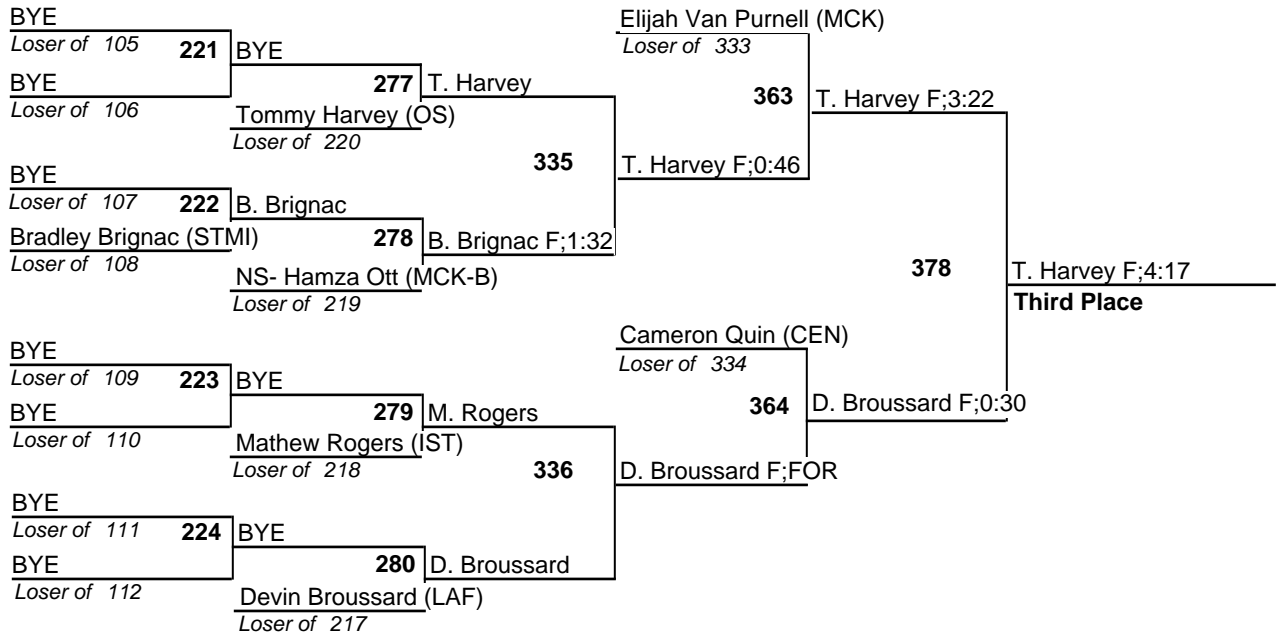 BYE
Loser of 105
221
BYE
BYE
Loser of 106
277
T. Harvey
Tommy Harvey (OS)
Loser of 220
BYE
Loser of 107
222
B. Brignac
Bradley Brignac (STMI)
Loser of 108
278
B. Brignac F;1:32
NS- Hamza Ott (MCK-B)
Loser of 219
335
T. Harvey F;0:46
Elijah Van Purnell (MCK)
Loser of 333
363
T. Harvey F;3:22
BYE
Loser of 109
223
BYE
BYE
Loser of 110
279
M. Rogers
Mathew Rogers (IST)
Loser of 218
BYE
Loser of 111
224
BYE
BYE
Loser of 112
280
D. Broussard
Devin Broussard (LAF)
Loser of 217
336
D. Broussard F;FOR
Cameron Quin (CEN)
Loser of 334
364
D. Broussard F;0:30
378
T. Harvey F;4:17
Third Place